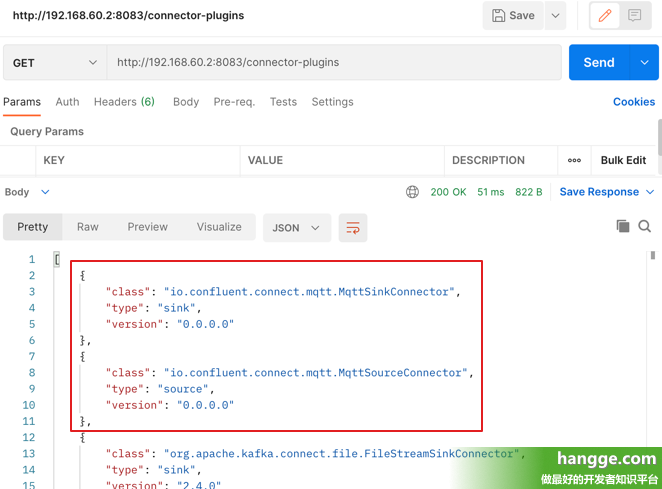 http://192.168.60.2:8083/connector-plugins
Save
GET
http://192.168.60.2:8083/connector-plugins
Send
Params Auth Headers (6) Body Pre-req. Tests Settings Cookies
Query Params
KEY VALUE DESCRIPTION ooo Bulk Edit
Body 200 OK 51 ms 822 B Save Response
Pretty Raw Preview Visualize JSON
1 [
2 {
3 "class": "io.confluent.connect.mqtt.MqttSinkConnector",
4 "type": "sink",
5 "version": "0.0.0.0"
6 },
7 {
8 "class": "io.confluent.connect.mqtt.MqttSourceConnector",
9 "type": "source",
10 "version": "0.0.0.0"
11 },
12 {
13 "class": "org.apache.kafka.connect.file.FileStreamSinkConnector",
14 "type": "sink",
15 "version": "2.4.0"
hangge.com
做最好的开发者知识平台